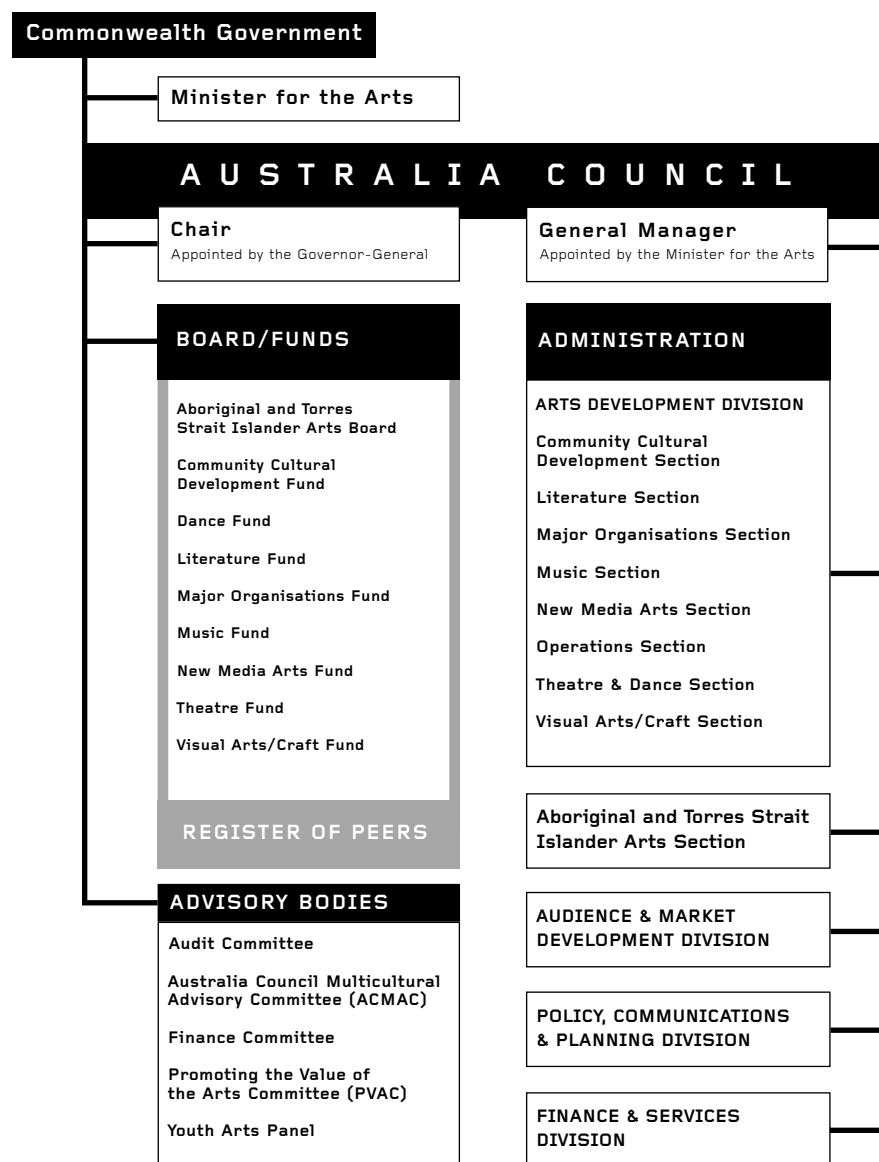 Commonwealth Government
Minister for the Arts
AUSTRALIA COUNCIL
Chair
Appointed by the Governor-General
General Manager
Appointed by the Minister for the Arts
BOARD/FUNDS
Aboriginal and Torres
Strait Islander Arts Board
Community Cultural
Development Fund
Dance Fund
Literature Fund
Major Organisations Fund
Music Fund
New Media Arts Fund
Theatre Fund
Visual Arts/Craft Fund
REGISTER OF PEERS
ADVISORY BODIES
Audit Committee
Australia Council Multicultural
Advisory Committee (ACMAC)
Finance Committee
Promoting the Value of
the Arts Committee (PVAC)
Youth Arts Panel
ADMINISTRATION
ARTS DEVELOPMENT DIVISION
Community Cultural
Development Section
Literature Section
Major Organisations Section
Music Section
New Media Arts Section
Operations Section
Theatre & Dance Section
Visual Arts/Craft Section
Aboriginal and Torres Strait
Islander Arts Section
AUDIENCE & MARKET
DEVELOPMENT DIVISION
POLICY, COMMUNICATIONS
& PLANNING DIVISION
FINANCE & SERVICES
DIVISION